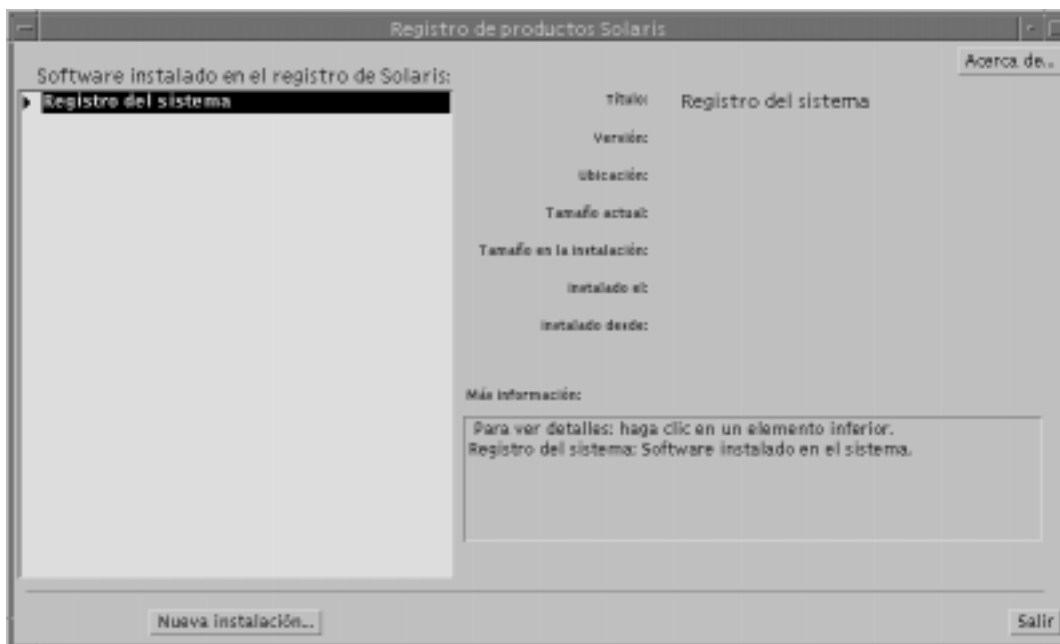 Registro de productos Solaris
Acerca de...
Software instalado en el registro de Solaris:
Registro del sistema
Título: Registro del sistema
Versión:
Ubicación:
Tamaño actual:
Tamaño en la instalación:
Instalado el:
Instalado desde:
Más información:
Para ver detalles: haga clic en un elemento inferior.
Registro del sistema: Software instalado en el sistema.
Nueva instalación...
Salir